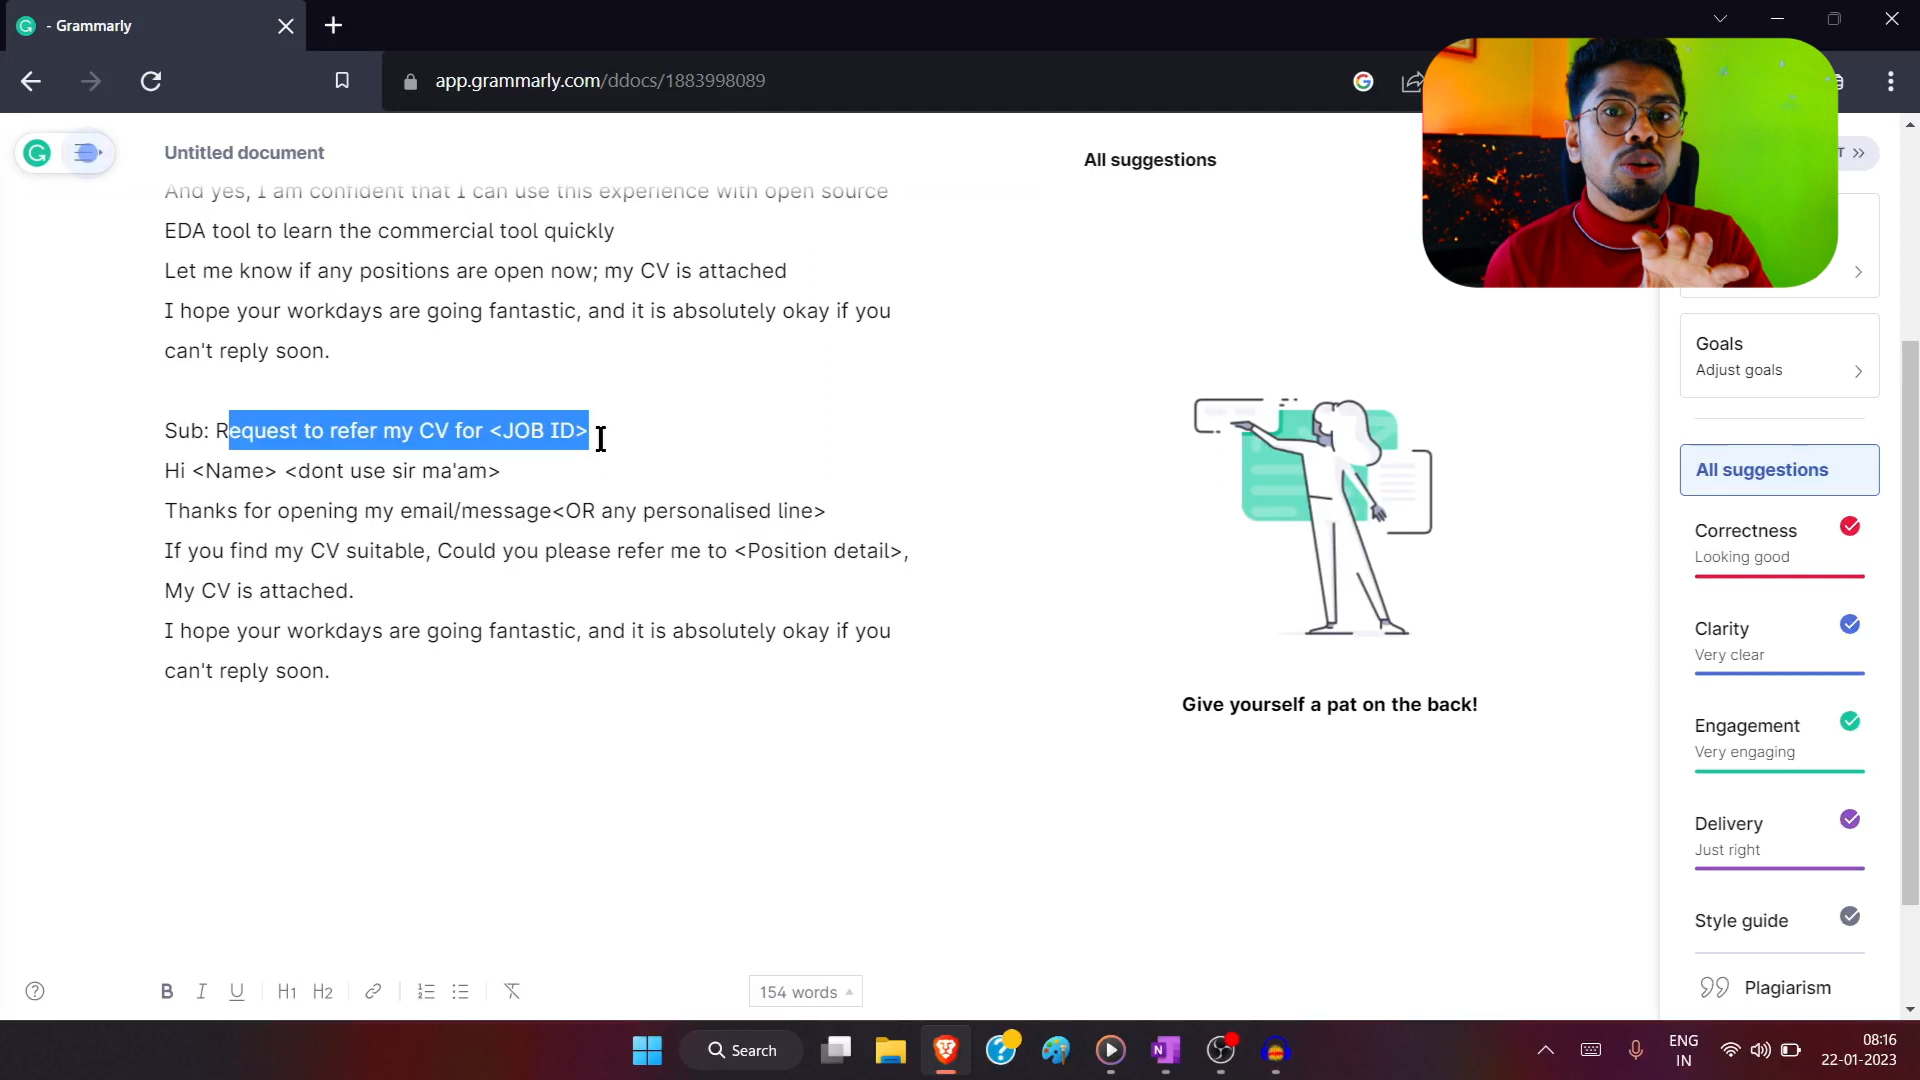 - Grammarly
app.grammarly.com/ddocs/1883998089
Untitled document
All suggestions
And yes, I am confident that I can use this experience with open source
EDA tool to learn the commercial tool quickly
Let me know if any positions are open now; my CV is attached
I hope your workdays are going fantastic, and it is absolutely okay if you
can't reply soon.
Sub: Request to refer my CV for <JOB ID>
Hi <Name> <dont use sir ma'am>
Thanks for opening my email/message<OR any personalised line>
If you find my CV suitable, Could you please refer me to <Position detail>,
My CV is attached.
I hope your workdays are going fantastic, and it is absolutely okay if you
can't reply soon.
Give yourself a pat on the back!
Goals
Adjust goals
All suggestions
Correctness
Looking good
Clarity
Very clear
Engagement
Very engaging
Delivery
Just right
Style guide
Plagiarism
B I U H1 H2
154 words
Search
ENG
IN
08:16
22-01-2023